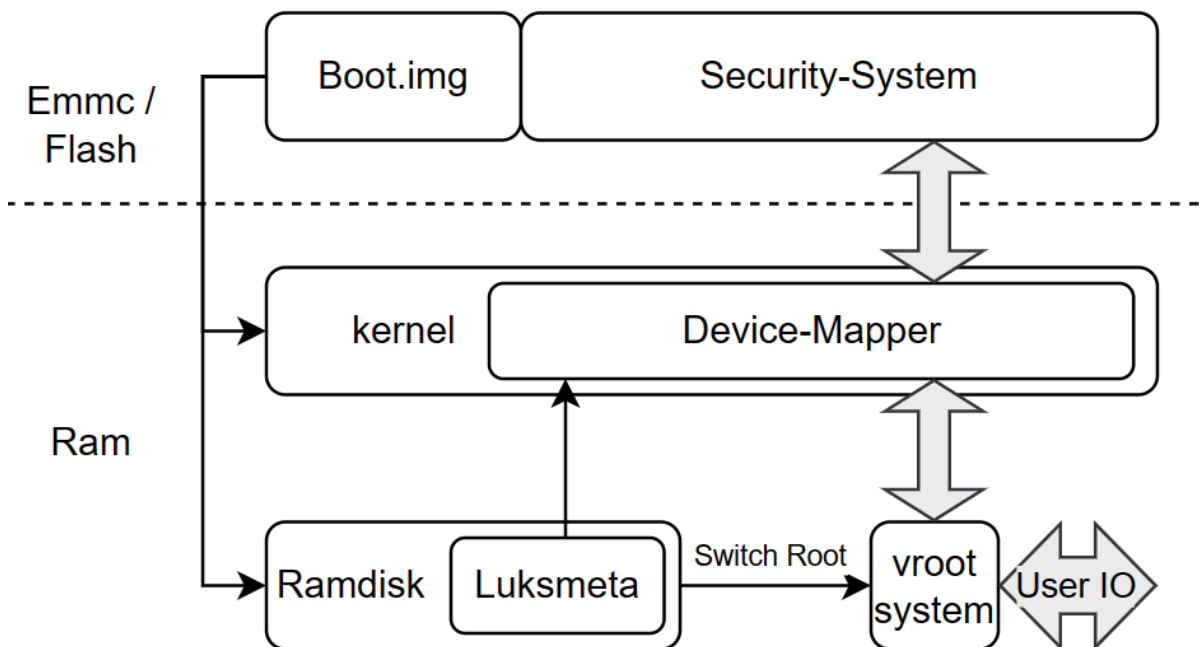 Boot.img
Security-System
Emmc /
Flash
kernel
Device-Mapper
Ram
Ramdisk
Luksmeta
Switch Root
vroot
system
User IO